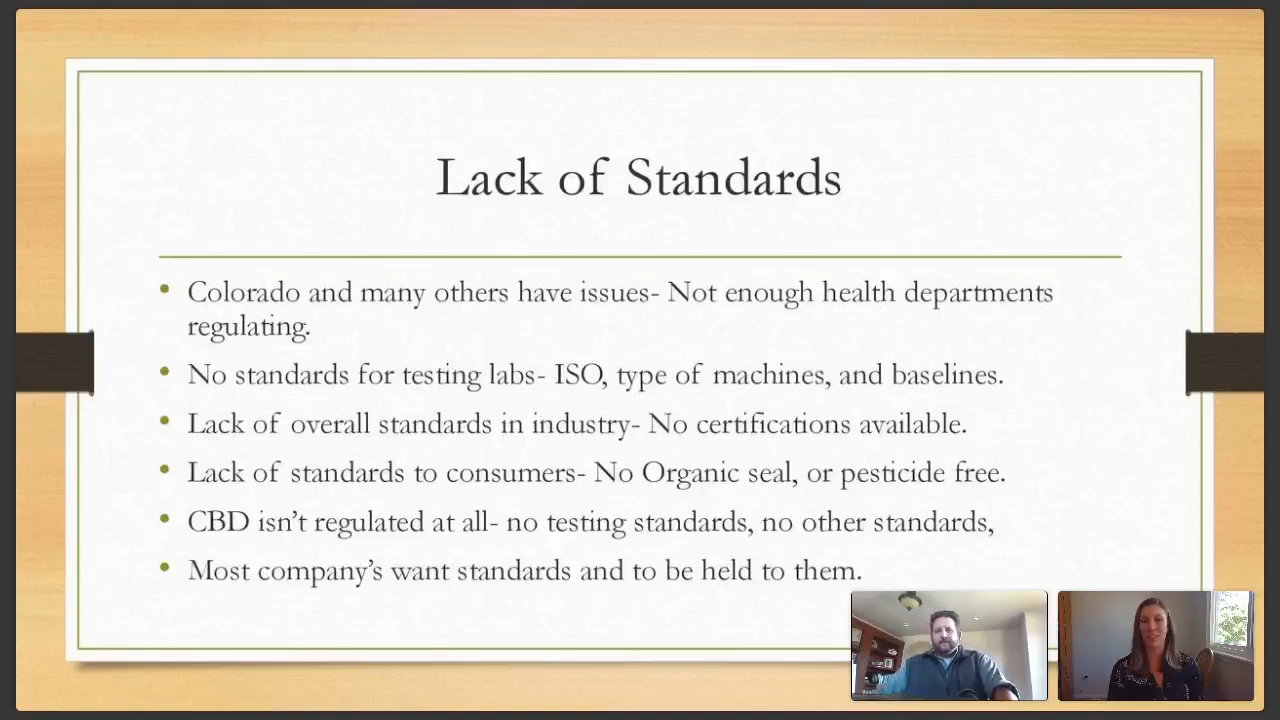 Lack of Standards
Colorado and many others have issues- Not enough health departments
regulating.
No standards for testing labs- ISO, type of machines, and baselines.
Lack of overall standards in industry- No certifications available.
Lack of standards to consumers- No Organic seal, or pesticide free.
CBD isn’t regulated at all- no testing standards, no other standards,
Most company’s want standards and to be held to them.